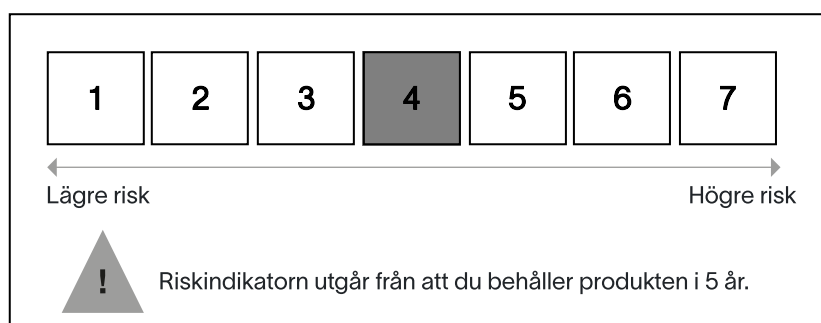 1 2 3 4 5 6 7
Lägre risk Högre risk
! Riskindikatorn utgår från att du behåller produkten i 5 år.